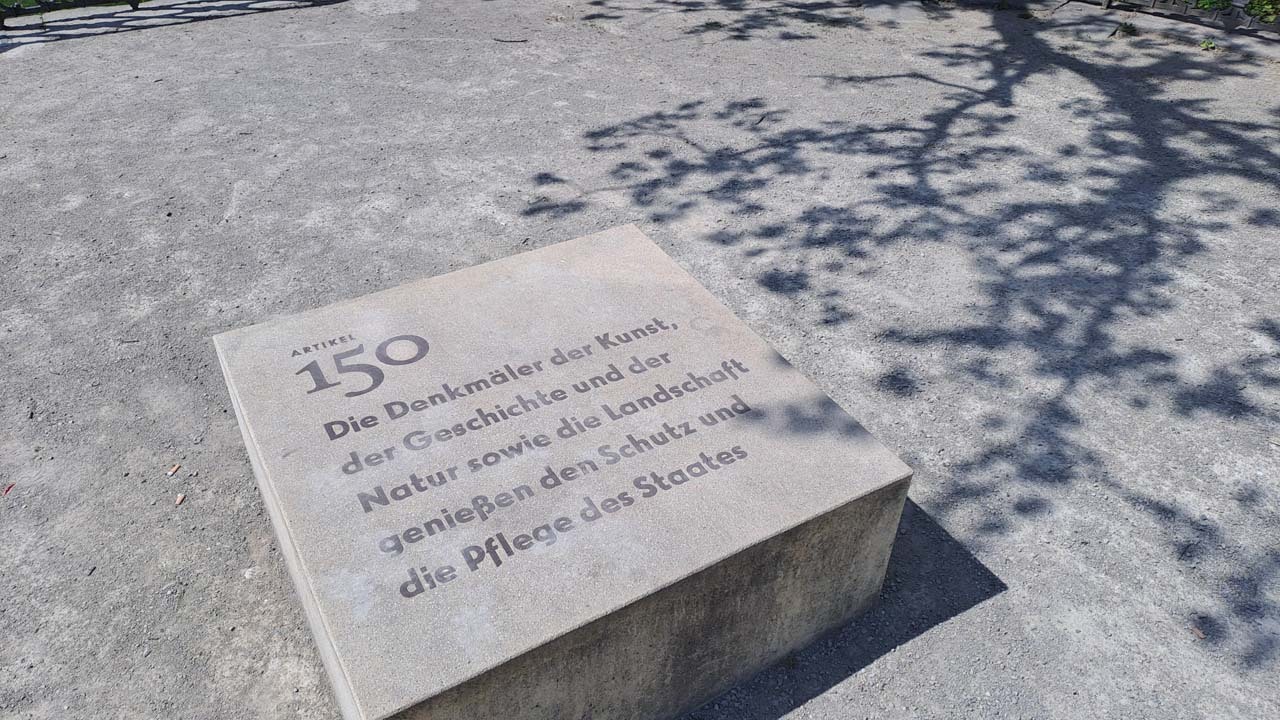 ARTIKEL
150
Die Denkmäler der Kunst,
der Geschichte und der
Natur sowie die Landschaft
genießen den Schutz und
die Pflege des Staates